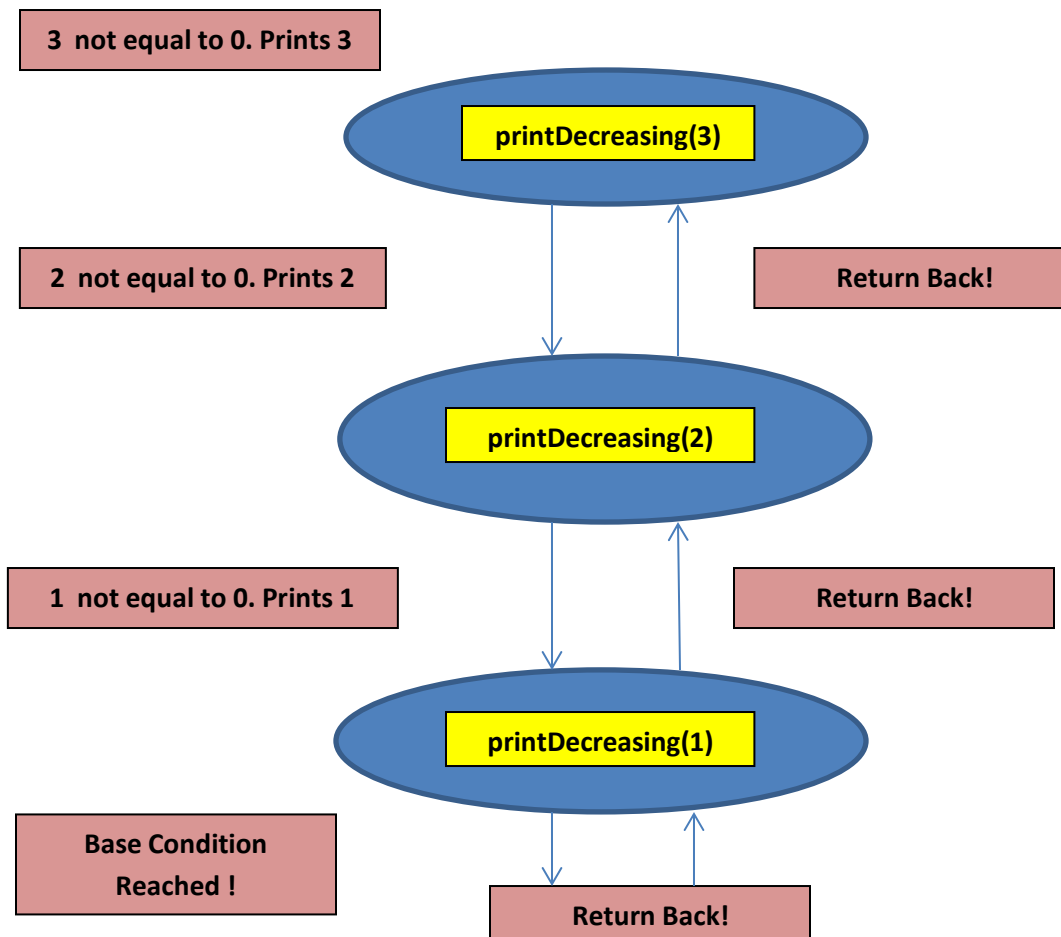 3 not equal to 0. Prints 3
printDecreasing(3)
2 not equal to 0. Prints 2
Return Back!
printDecreasing(2)
1 not equal to 0. Prints 1
Return Back!
printDecreasing(1)
Base Condition
Reached !
Return Back!